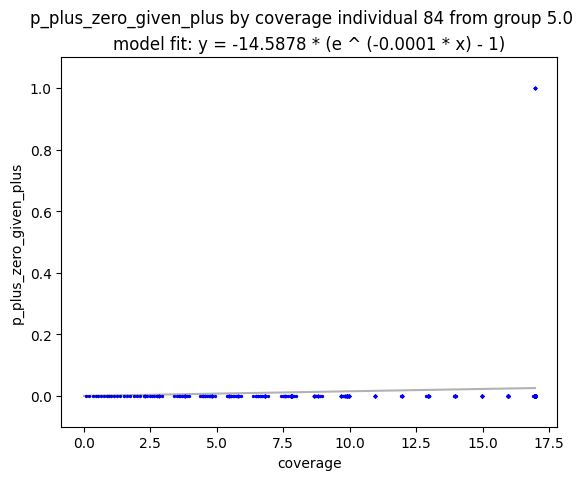 p_plus_zero_given_plus by coverage individual 84 from group 5.0
model fit: y = -14.5878 * (e ^ (-0.0001 * x) - 1)
1.0
0.8
0.6
0.4
0.2
0.0
p_plus_zero_given_plus
0.0 2.5 5.0 7.5 10.0 12.5 15.0 17.5
coverage